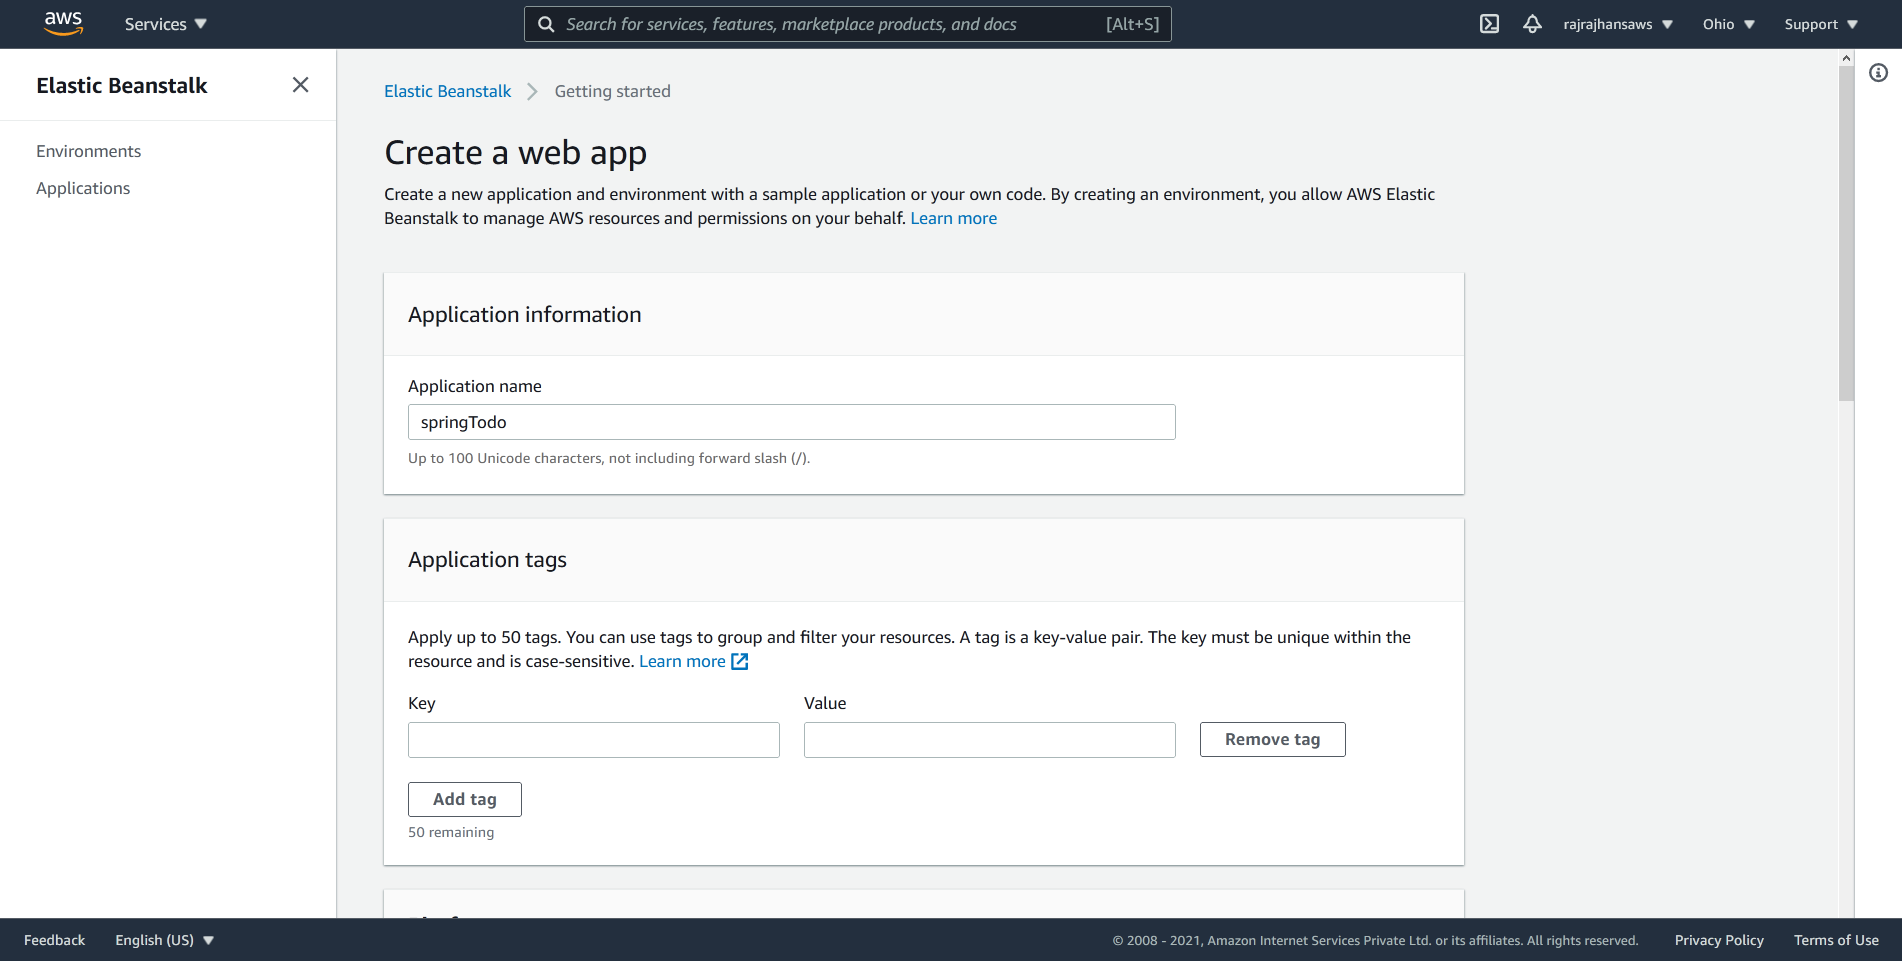 aws
Services
Search for services, features, marketplace products, and docs
[Alt+S]
rajrajhansaws
Ohio
Support
Elastic Beanstalk
Environments
Applications
Elastic Beanstalk
Getting started
Create a web app
Create a new application and environment with a sample application or your own code. By creating an environment, you allow AWS Elastic
Beanstalk to manage AWS resources and permissions on your behalf. Learn more
Application information
Application name
springTodo
Up to 100 Unicode characters, not including forward slash (/).
Application tags
Apply up to 50 tags. You can use tags to group and filter your resources. A tag is a key-value pair. The key must be unique within the
resource and is case-sensitive. Learn more
Key
Value
Remove tag
Add tag
50 remaining
Feedback
English (US)
© 2008 - 2021, Amazon Internet Services Private Ltd. or its affiliates. All rights reserved.
Privacy Policy
Terms of Use